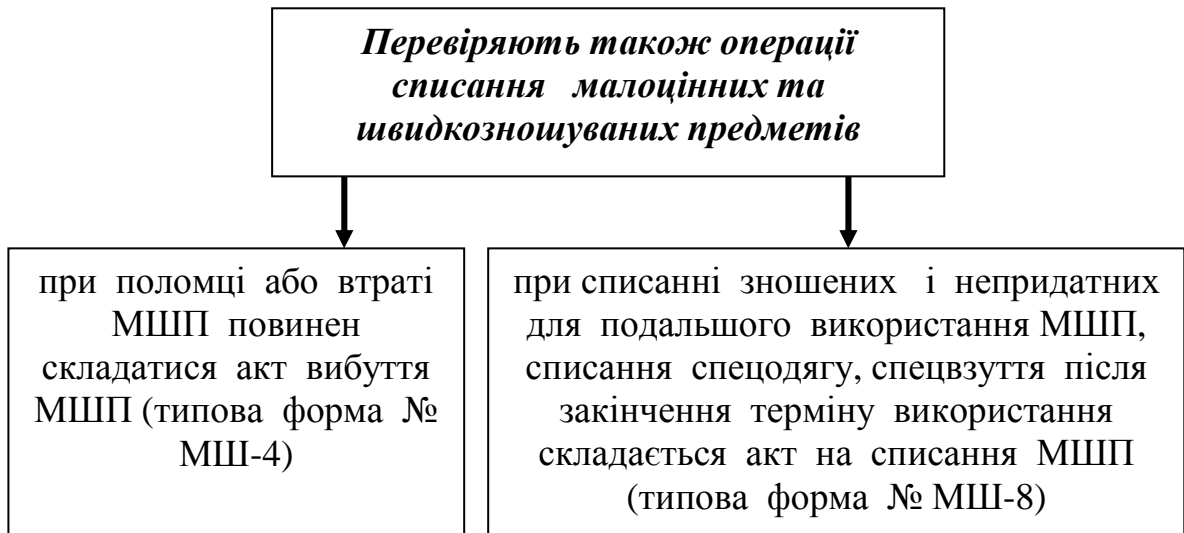 Перевіряють також операції
списання малоцінних та
швидкозношуваних предметів
при поломці або втраті
МШП повинен
складатися акт вибуття
МШП (типова форма №
МШ-4)
при списанні зношених і непридатних
для подальшого використання МШП,
списання спецодягу, спецвзуття після
закінчення терміну використання
складається акт на списання МШП
(типова форма № МШ-8)